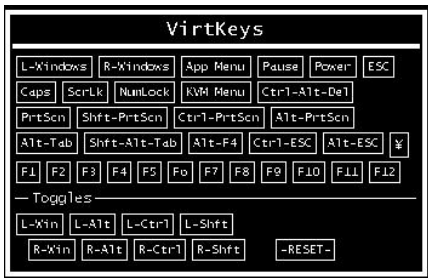 VirtKeys
L-Windows R-Windows App Menu Pause Power ESC
Caps ScrLk NumLock KVM Menu Ctrl-Alt-Del
PrtScn Shft-PrtScn Ctrl-PrtScn Alt-PrtScn
Alt-Tab Shft-Alt-Tab Alt-F4 Ctrl-ESC Alt-ESC ¥
F1 F2 F3 F4 F5 F6 F7 F8 F9 F10 F11 F12
Toggles
L-Win L-Alt L-Ctrl L-Shft
R-Win R-Alt R-Ctrl R-Shft -RESET-